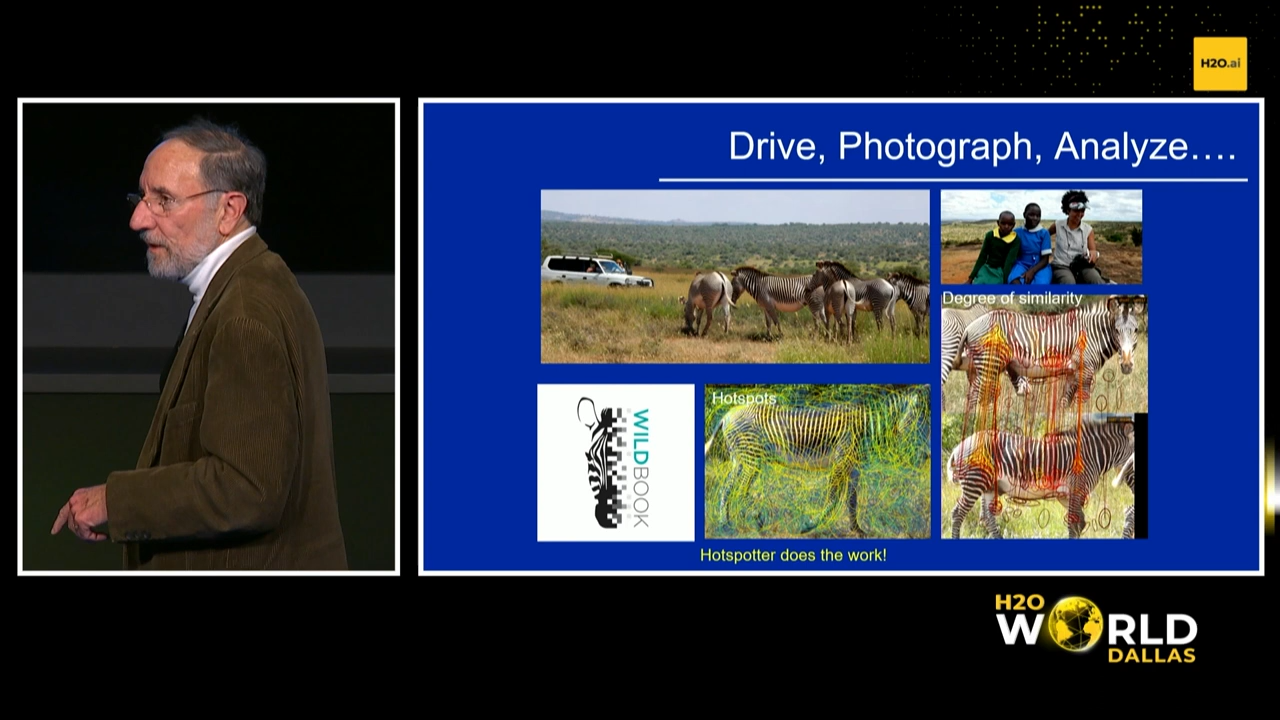 H2O.ai
Drive, Photograph, Analyze....
Degree of similarity
Hotspots
WILDBOOK
Hotspotter does the work!
H2O
WORLD
DALLAS